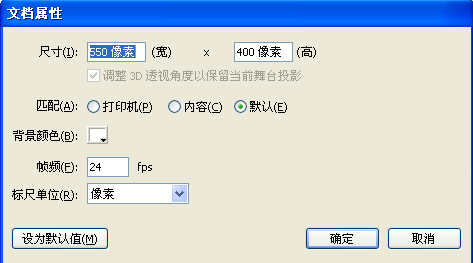 文档属性
尺寸(I): 550 像素 (宽) x 400 像素 (高)
调整 3D 透视角度以保留当前舞台投影
匹配(A): 打印机(P) 内容(C) 默认(E)
背景颜色(B):
帧频(F): 24 fps
标尺单位(R): 像素
设为默认值(M) 确定 取消